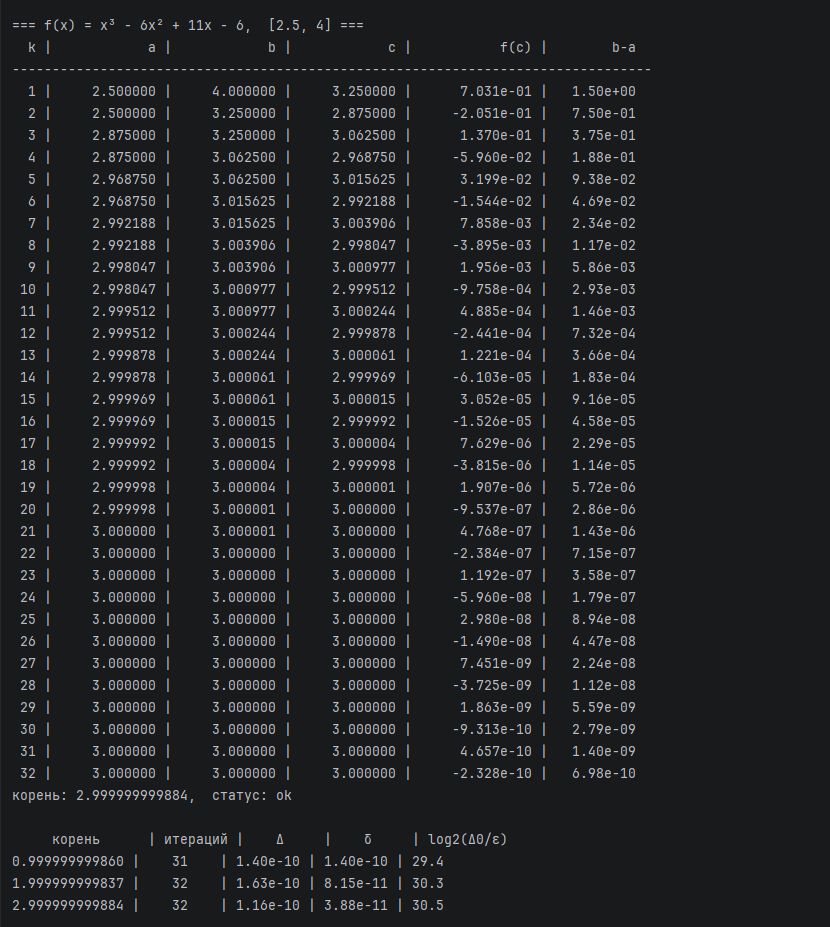 === f(x) = x³ - 6x² + 11x - 6,  [2.5, 4] ===
  k |            a |            b |            c |           f(c) |        b-a
--------------------------------------------------------------------------------
  1 |     2.500000 |     4.000000 |     3.250000 |      7.031e-01 |   1.50e+00
  2 |     2.500000 |     3.250000 |     2.875000 |     -2.051e-01 |   7.50e-01
  3 |     2.875000 |     3.250000 |     3.062500 |      1.370e-01 |   3.75e-01
  4 |     2.875000 |     3.062500 |     2.968750 |     -5.960e-02 |   1.88e-01
  5 |     2.968750 |     3.062500 |     3.015625 |      3.199e-02 |   9.38e-02
  6 |     2.968750 |     3.015625 |     2.992188 |     -1.544e-02 |   4.69e-02
  7 |     2.992188 |     3.015625 |     3.003906 |      7.858e-03 |   2.34e-02
  8 |     2.992188 |     3.003906 |     2.998047 |     -3.895e-03 |   1.17e-02
  9 |     2.998047 |     3.003906 |     3.000977 |      1.956e-03 |   5.86e-03
 10 |     2.998047 |     3.000977 |     2.999512 |     -9.758e-04 |   2.93e-03
 11 |     2.999512 |     3.000977 |     3.000244 |      4.885e-04 |   1.46e-03
 12 |     2.999512 |     3.000244 |     2.999878 |     -2.441e-04 |   7.32e-04
 13 |     2.999878 |     3.000244 |     3.000061 |      1.221e-04 |   3.66e-04
 14 |     2.999878 |     3.000061 |     2.999969 |     -6.103e-05 |   1.83e-04
 15 |     2.999969 |     3.000061 |     3.000015 |      3.052e-05 |   9.16e-05
 16 |     2.999969 |     3.000015 |     2.999992 |     -1.526e-05 |   4.58e-05
 17 |     2.999992 |     3.000015 |     3.000004 |      7.629e-06 |   2.29e-05
 18 |     2.999992 |     3.000004 |     2.999998 |     -3.815e-06 |   1.14e-05
 19 |     2.999998 |     3.000004 |     3.000001 |      1.907e-06 |   5.72e-06
 20 |     2.999998 |     3.000001 |     3.000000 |     -9.537e-07 |   2.86e-06
 21 |     3.000000 |     3.000001 |     3.000000 |      4.768e-07 |   1.43e-06
 22 |     3.000000 |     3.000000 |     3.000000 |     -2.384e-07 |   7.15e-07
 23 |     3.000000 |     3.000000 |     3.000000 |      1.192e-07 |   3.58e-07
 24 |     3.000000 |     3.000000 |     3.000000 |     -5.960e-08 |   1.79e-07
 25 |     3.000000 |     3.000000 |     3.000000 |      2.980e-08 |   8.94e-08
 26 |     3.000000 |     3.000000 |     3.000000 |     -1.490e-08 |   4.47e-08
 27 |     3.000000 |     3.000000 |     3.000000 |      7.451e-09 |   2.24e-08
 28 |     3.000000 |     3.000000 |     3.000000 |     -3.725e-09 |   1.12e-08
 29 |     3.000000 |     3.000000 |     3.000000 |      1.863e-09 |   5.59e-09
 30 |     3.000000 |     3.000000 |     3.000000 |     -9.313e-10 |   2.79e-09
 31 |     3.000000 |     3.000000 |     3.000000 |      4.657e-10 |   1.40e-09
 32 |     3.000000 |     3.000000 |     3.000000 |     -2.328e-10 |   6.98e-10
корень: 2.999999999884,  статус: ok
     корень      | итераций |    Δ     |    δ     | log2(Δ0/ε)
0.999999999860 |    31    | 1.40e-10 | 1.40e-10 | 29.4
1.999999999837 |    32    | 1.63e-10 | 8.15e-11 | 30.3
2.999999999884 |    32    | 1.16e-10 | 3.88e-11 | 30.5